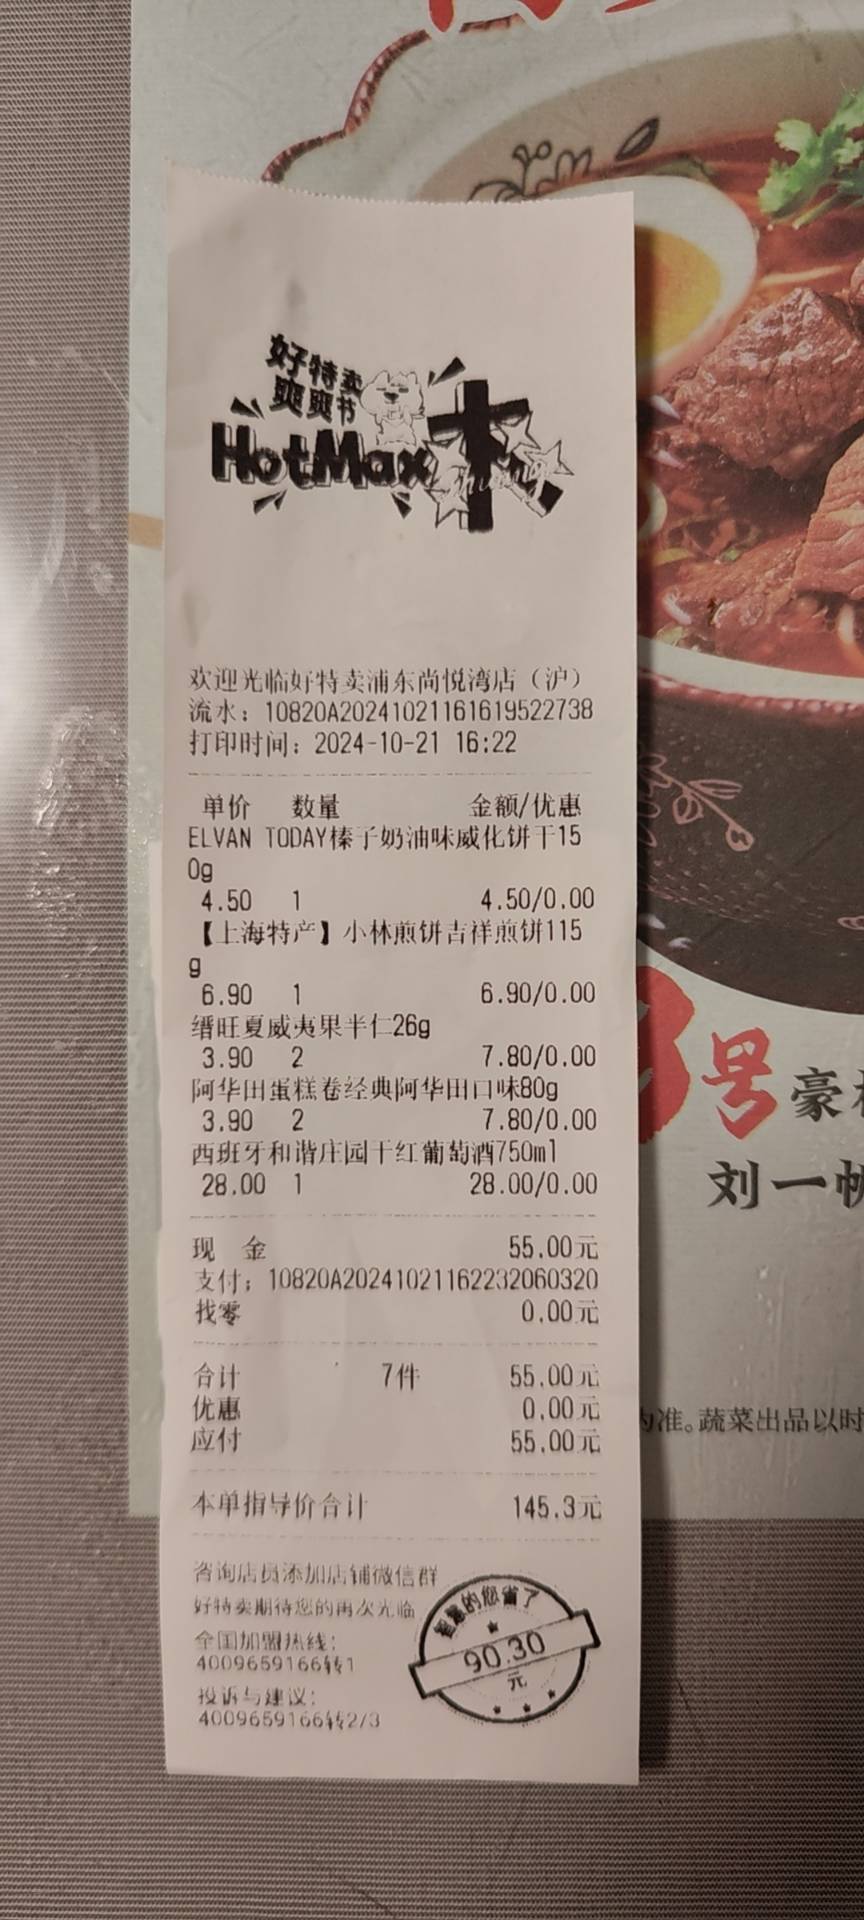 好特卖
爽爽节
HotMax
欢迎光临好特卖浦东尚悦湾店（沪）
流水：10820A20241021161619522738
打印时间：2024-10-21 16:22
单价 数量 金额/优惠
ELVAN TODAY榛子奶油味威化饼干15
0g
4.50 1 4.50/0.00
【上海特产】小林煎饼吉祥煎饼115
g
6.90 1 6.90/0.00
缙旺夏威夷果半仁26g
3.90 2 7.80/0.00
阿华田蛋糕卷经典阿华田口味80g
3.90 2 7.80/0.00
西班牙和谐庄园干红葡萄酒750ml
28.00 1 28.00/0.00
现 金 55.00元
支付：10820A20241021162232060320
找零 0.00元
合计 7件 55.00元
优惠 0.00元
应付 55.00元
本单指导价合计 145.3元
咨询店员添加店铺微信群
好特卖期待您的再次光临
全国加盟热线：
4009659166转1
投诉与建议：
4009659166转2/3
智慧的您省了
90.30
元
号
豪
刘一帆
为准。蔬菜出品以时